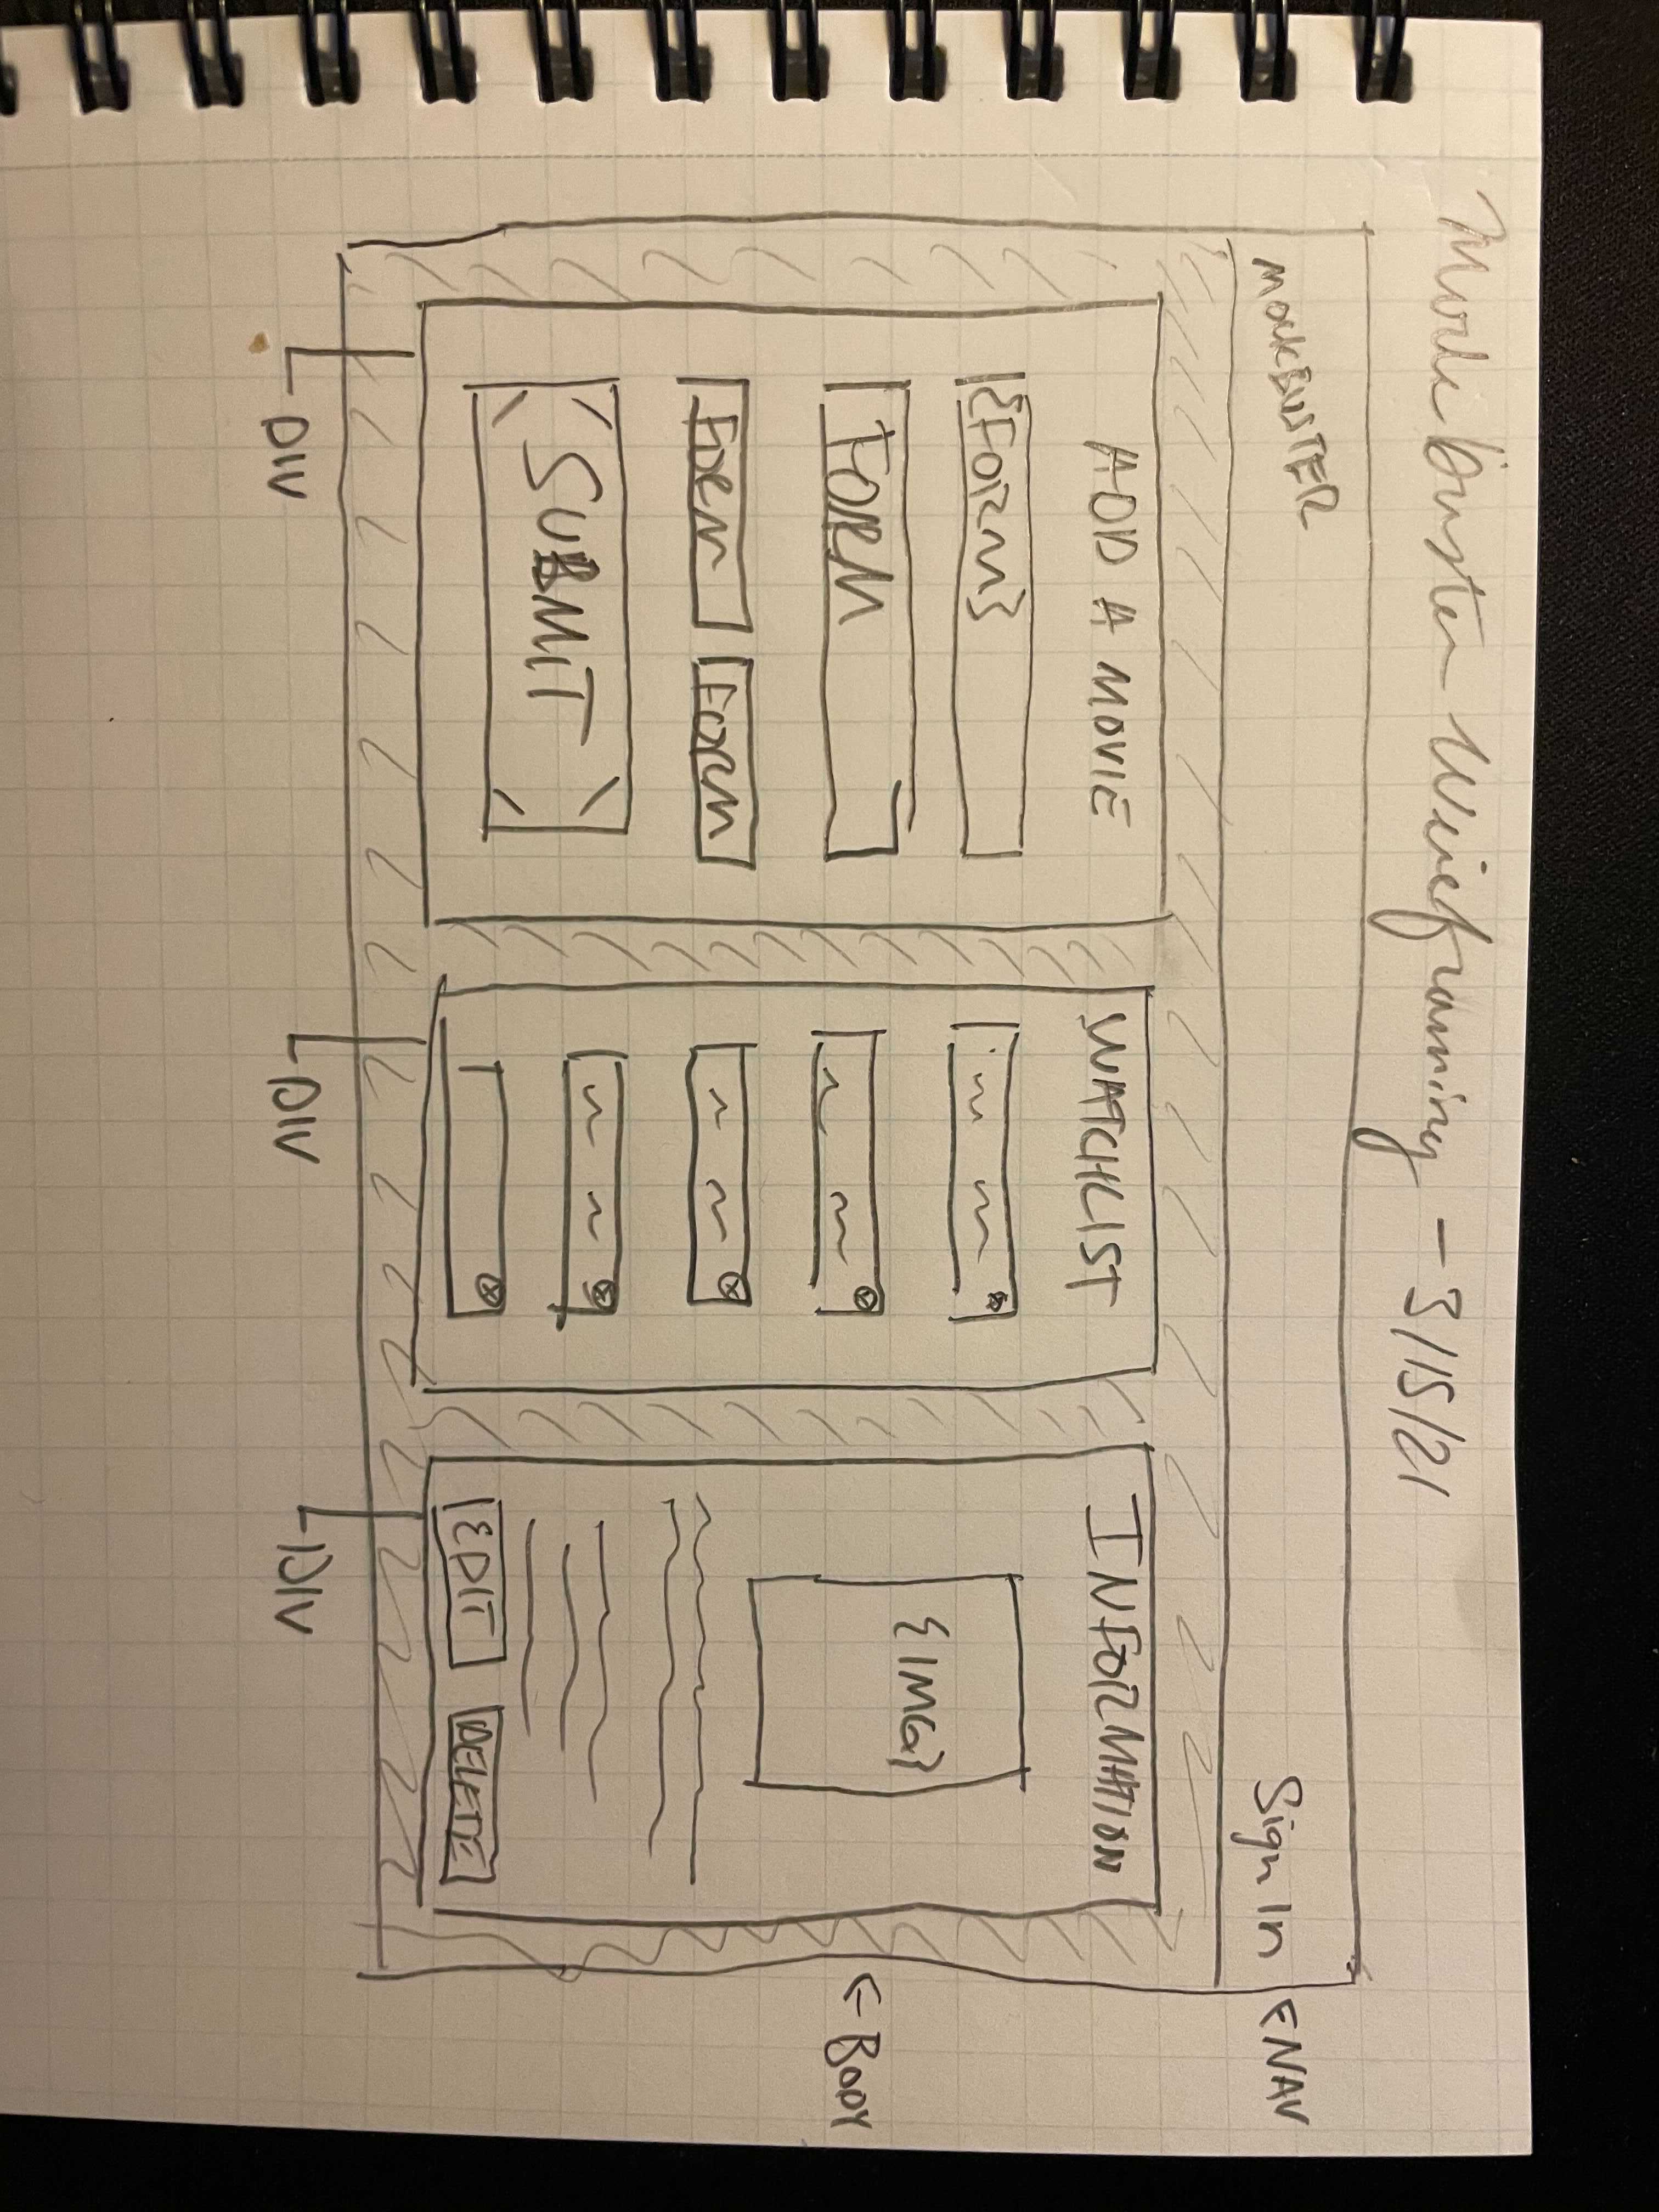 Mockbuster Wireframing - 3/15/21
MOCKBUSTER
Sign In
< NAV
ADD A MOVIE
{FORM}
FORM
FORM
FORM
SUBMIT
WATCHLIST
INFORMATION
{IMG}
EDIT
DELETE
<- BODY
DIV
DIV
DIV